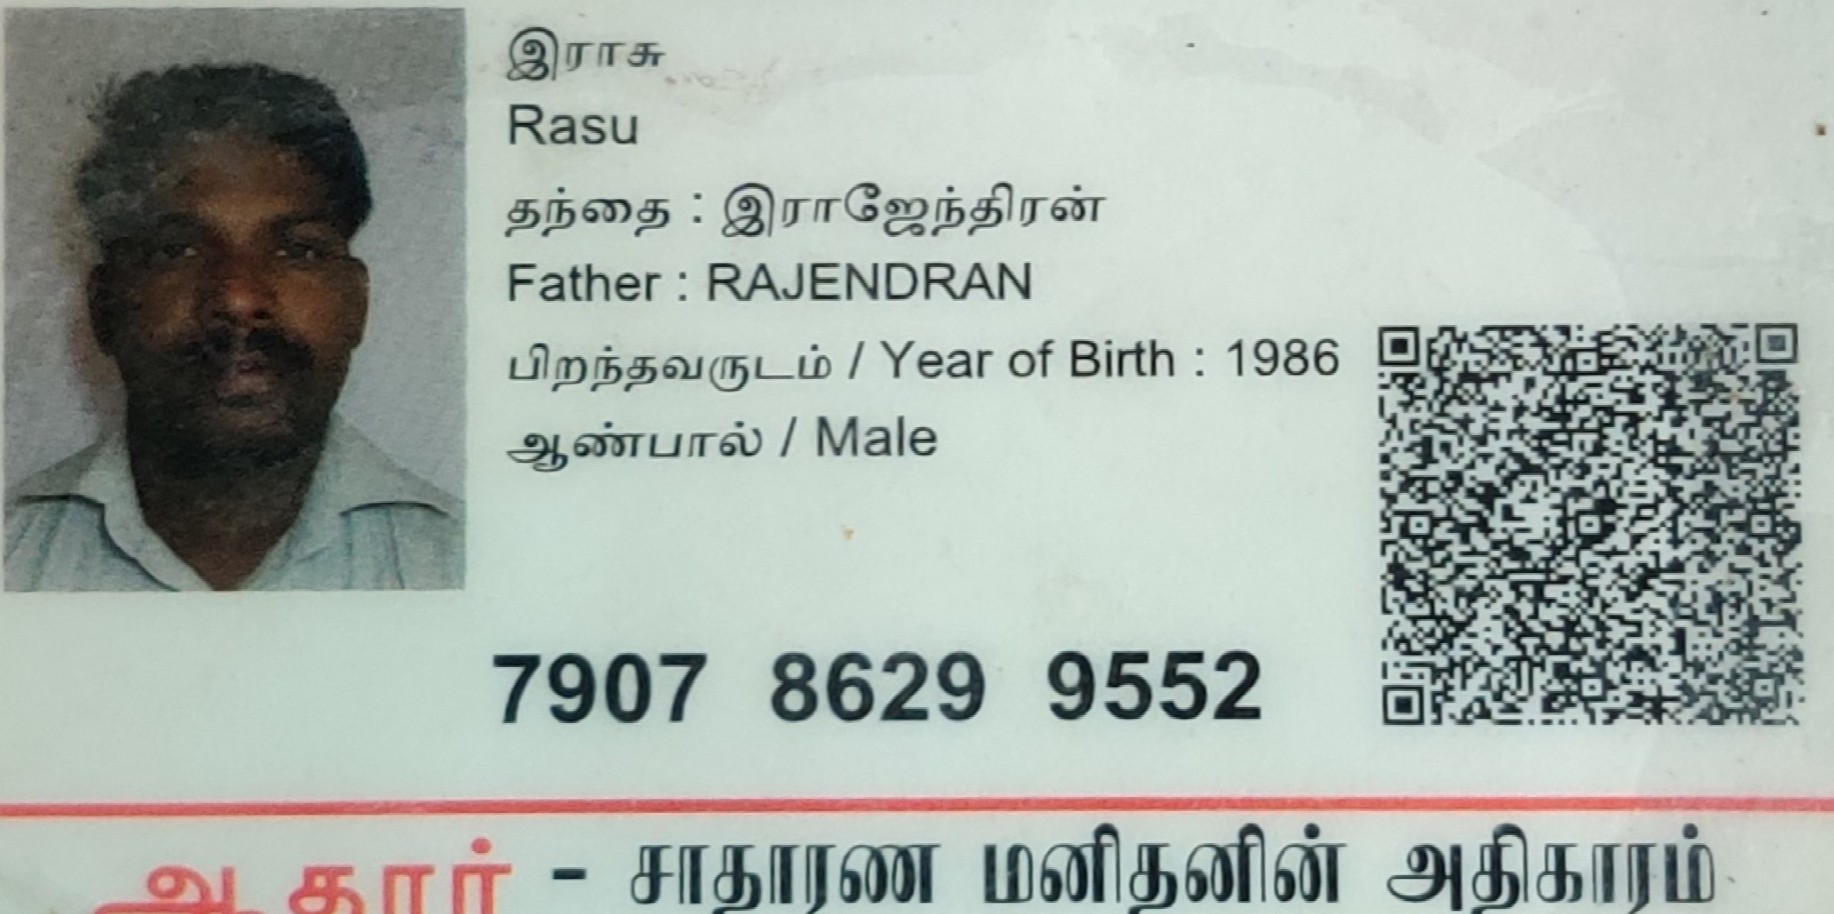 இராசு
Rasu
தந்தை : இராஜேந்திரன்
Father : RAJENDRAN
பிறந்தவருடம் / Year of Birth : 1986
ஆண்பால் / Male
7907 8629 9552
ஆதார் - சாதாரண மனிதனின் அதிகாரம்